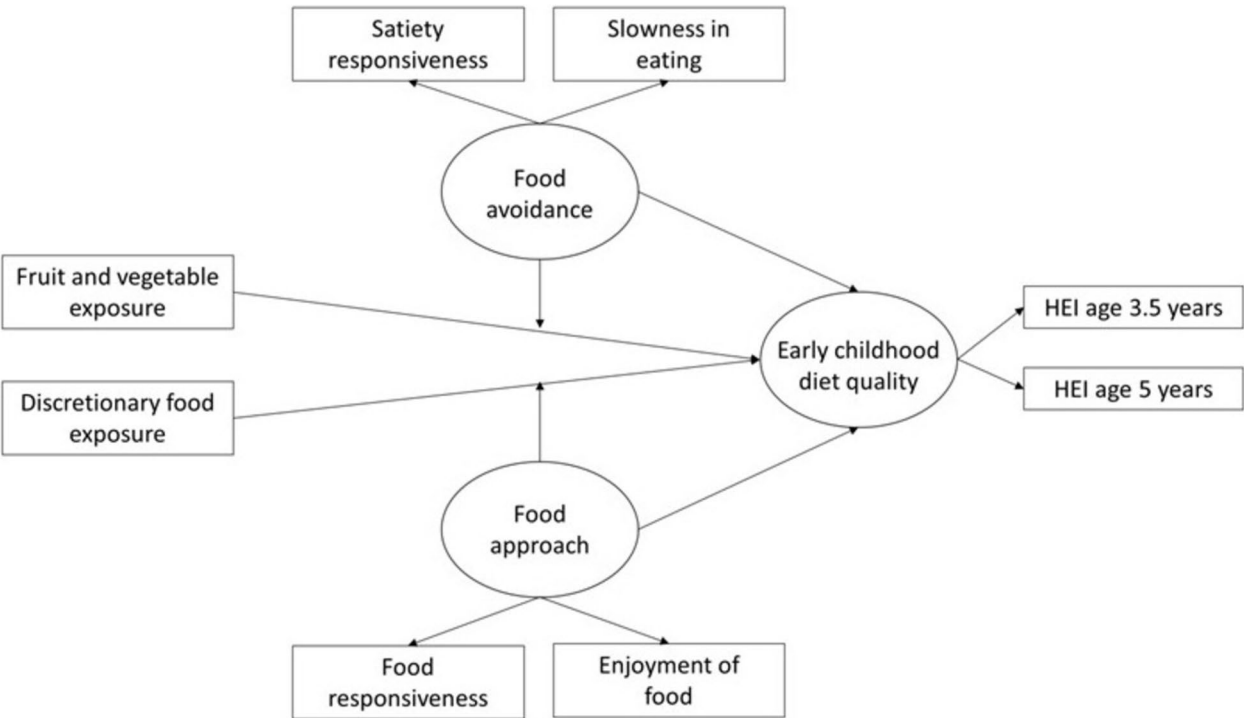 Satiety
responsiveness
Slowness in
eating
Food
avoidance
Fruit and vegetable
exposure
Discretionary food
exposure
Early childhood
diet quality
HEI age 3.5 years
HEI age 5 years
Food
approach
Food
responsiveness
Enjoyment of
food